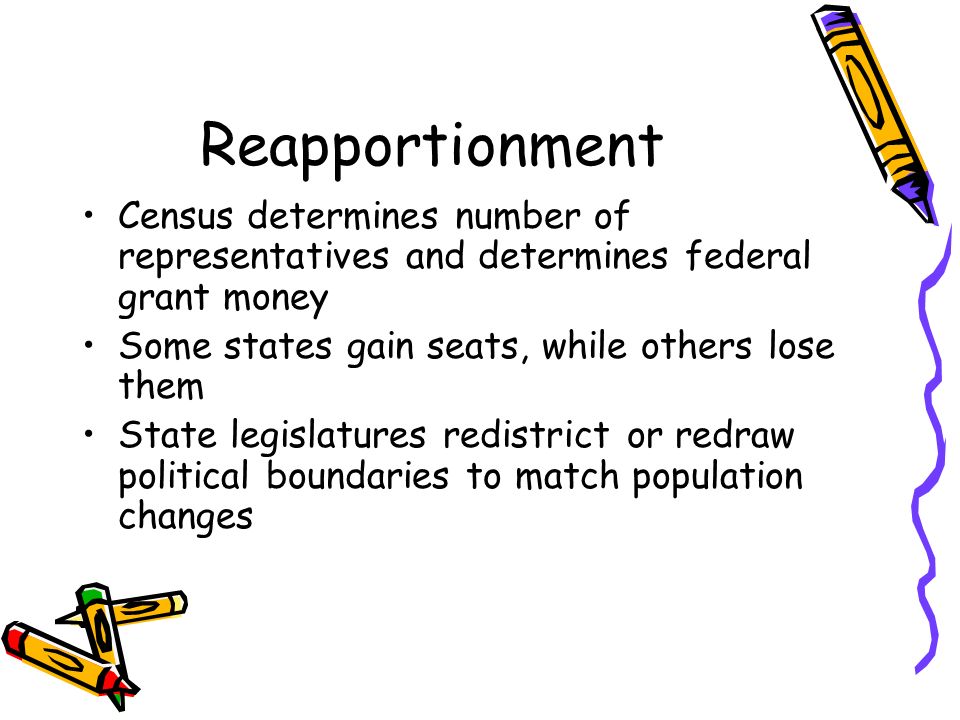 Reapportionment
• Census determines number of
representatives and determines federal
grant money
• Some states gain seats, while others lose
them
• State legislatures redistrict or redraw
political boundaries to match population
changes